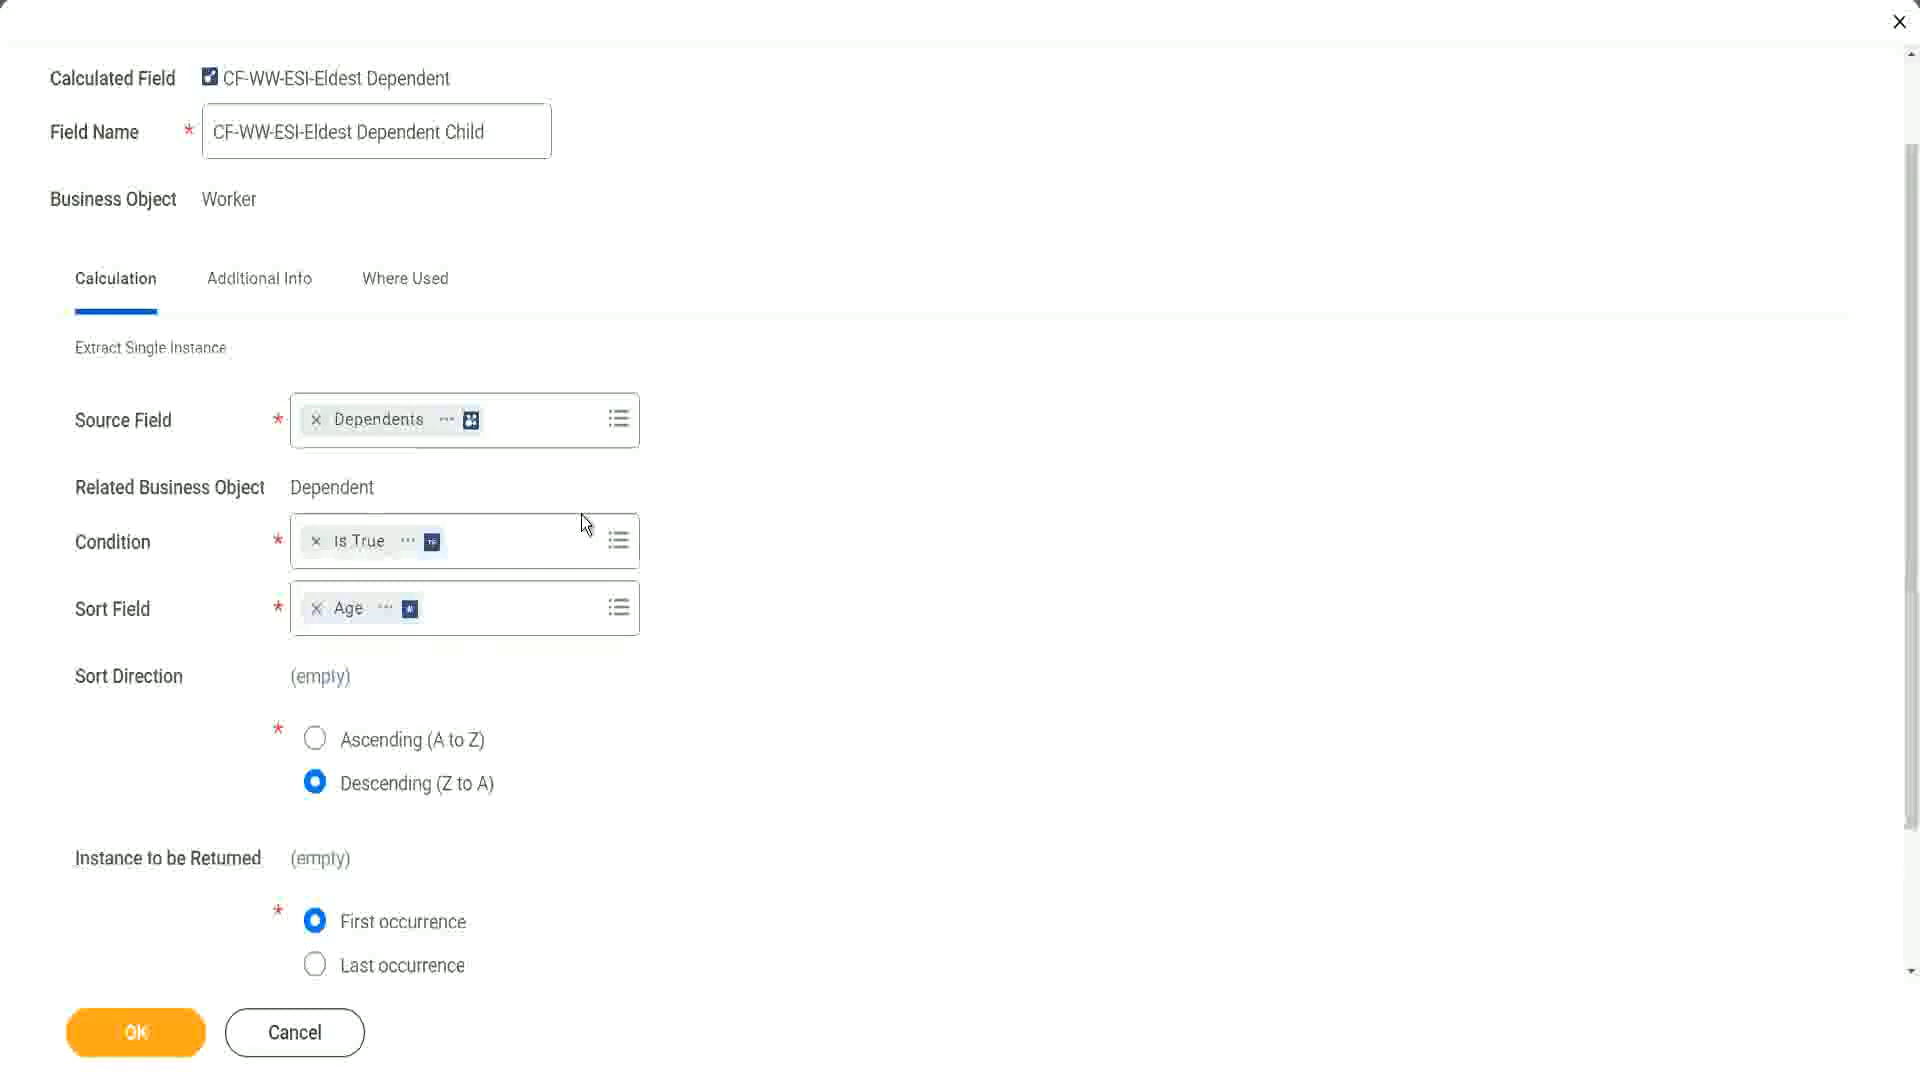 Calculated Field CF-WW-ESI-Eldest Dependent
Field Name * CF-WW-ESI-Eldest Dependent Child
Business Object Worker
Calculation Additional Info Where Used
Extract Single Instance
Source Field * Dependents
Related Business Object Dependent
Condition * Is True
Sort Field * Age
Sort Direction (empty)
* Ascending (A to Z)
Descending (Z to A)
Instance to be Returned (empty)
* First occurrence
Last occurrence
OK Cancel